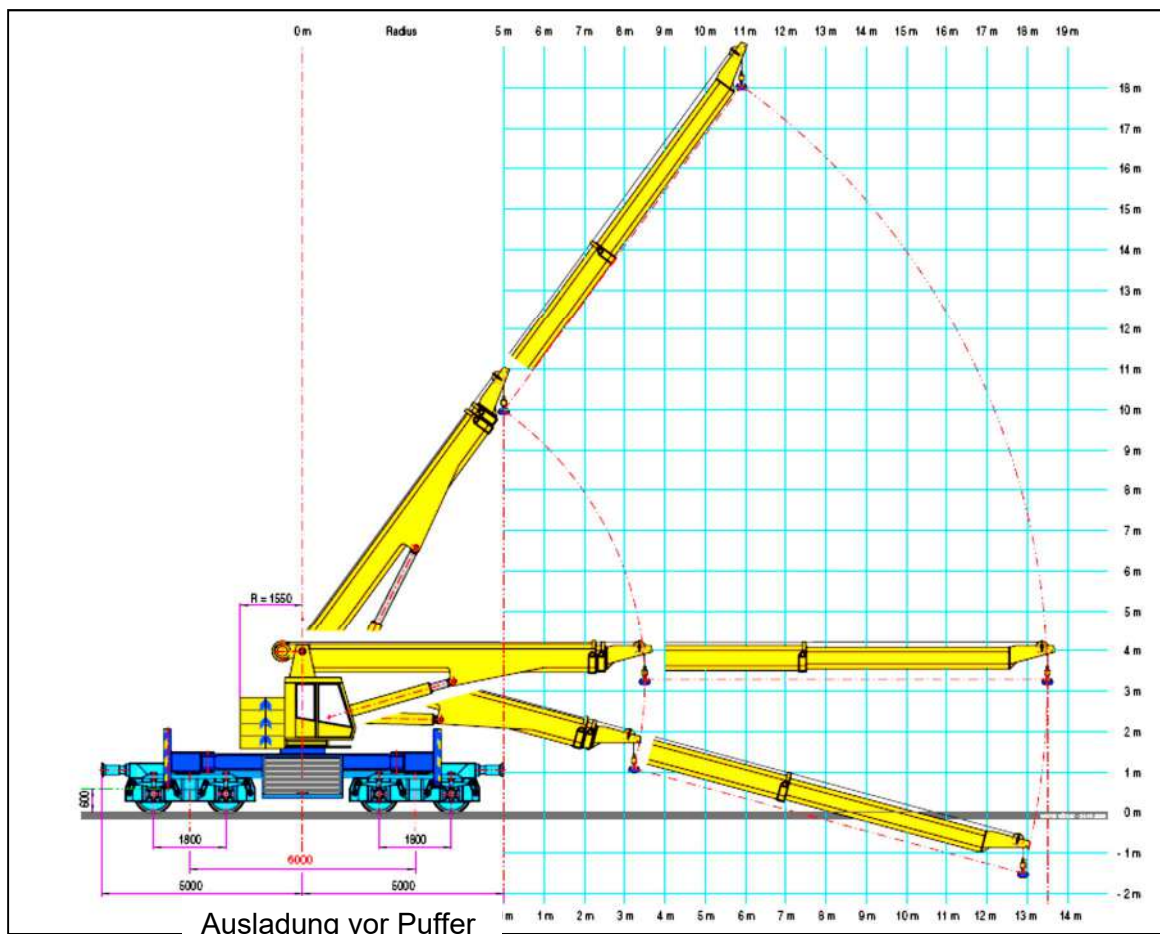 0 m Radius 5 m 6 m 7 m 8 m 9 m 10 m 11 m 12 m 13 m 14 m 15 m 16 m 17 m 18 m 19 m
18 m
17 m
16 m
15 m
14 m
13 m
12 m
11 m
10 m
9 m
8 m
7 m
6 m
5 m
R = 1550
4 m
3 m
2 m
1 m
600
0 m
1800 1800
- 1 m
6000
5000 5000
- 2 m
Ausladung vor Puffer
m 1 m 2 m 3 m 4 m 5 m 6 m 7 m 8 m 9 m 10 m 11 m 12 m 13 m 14 m